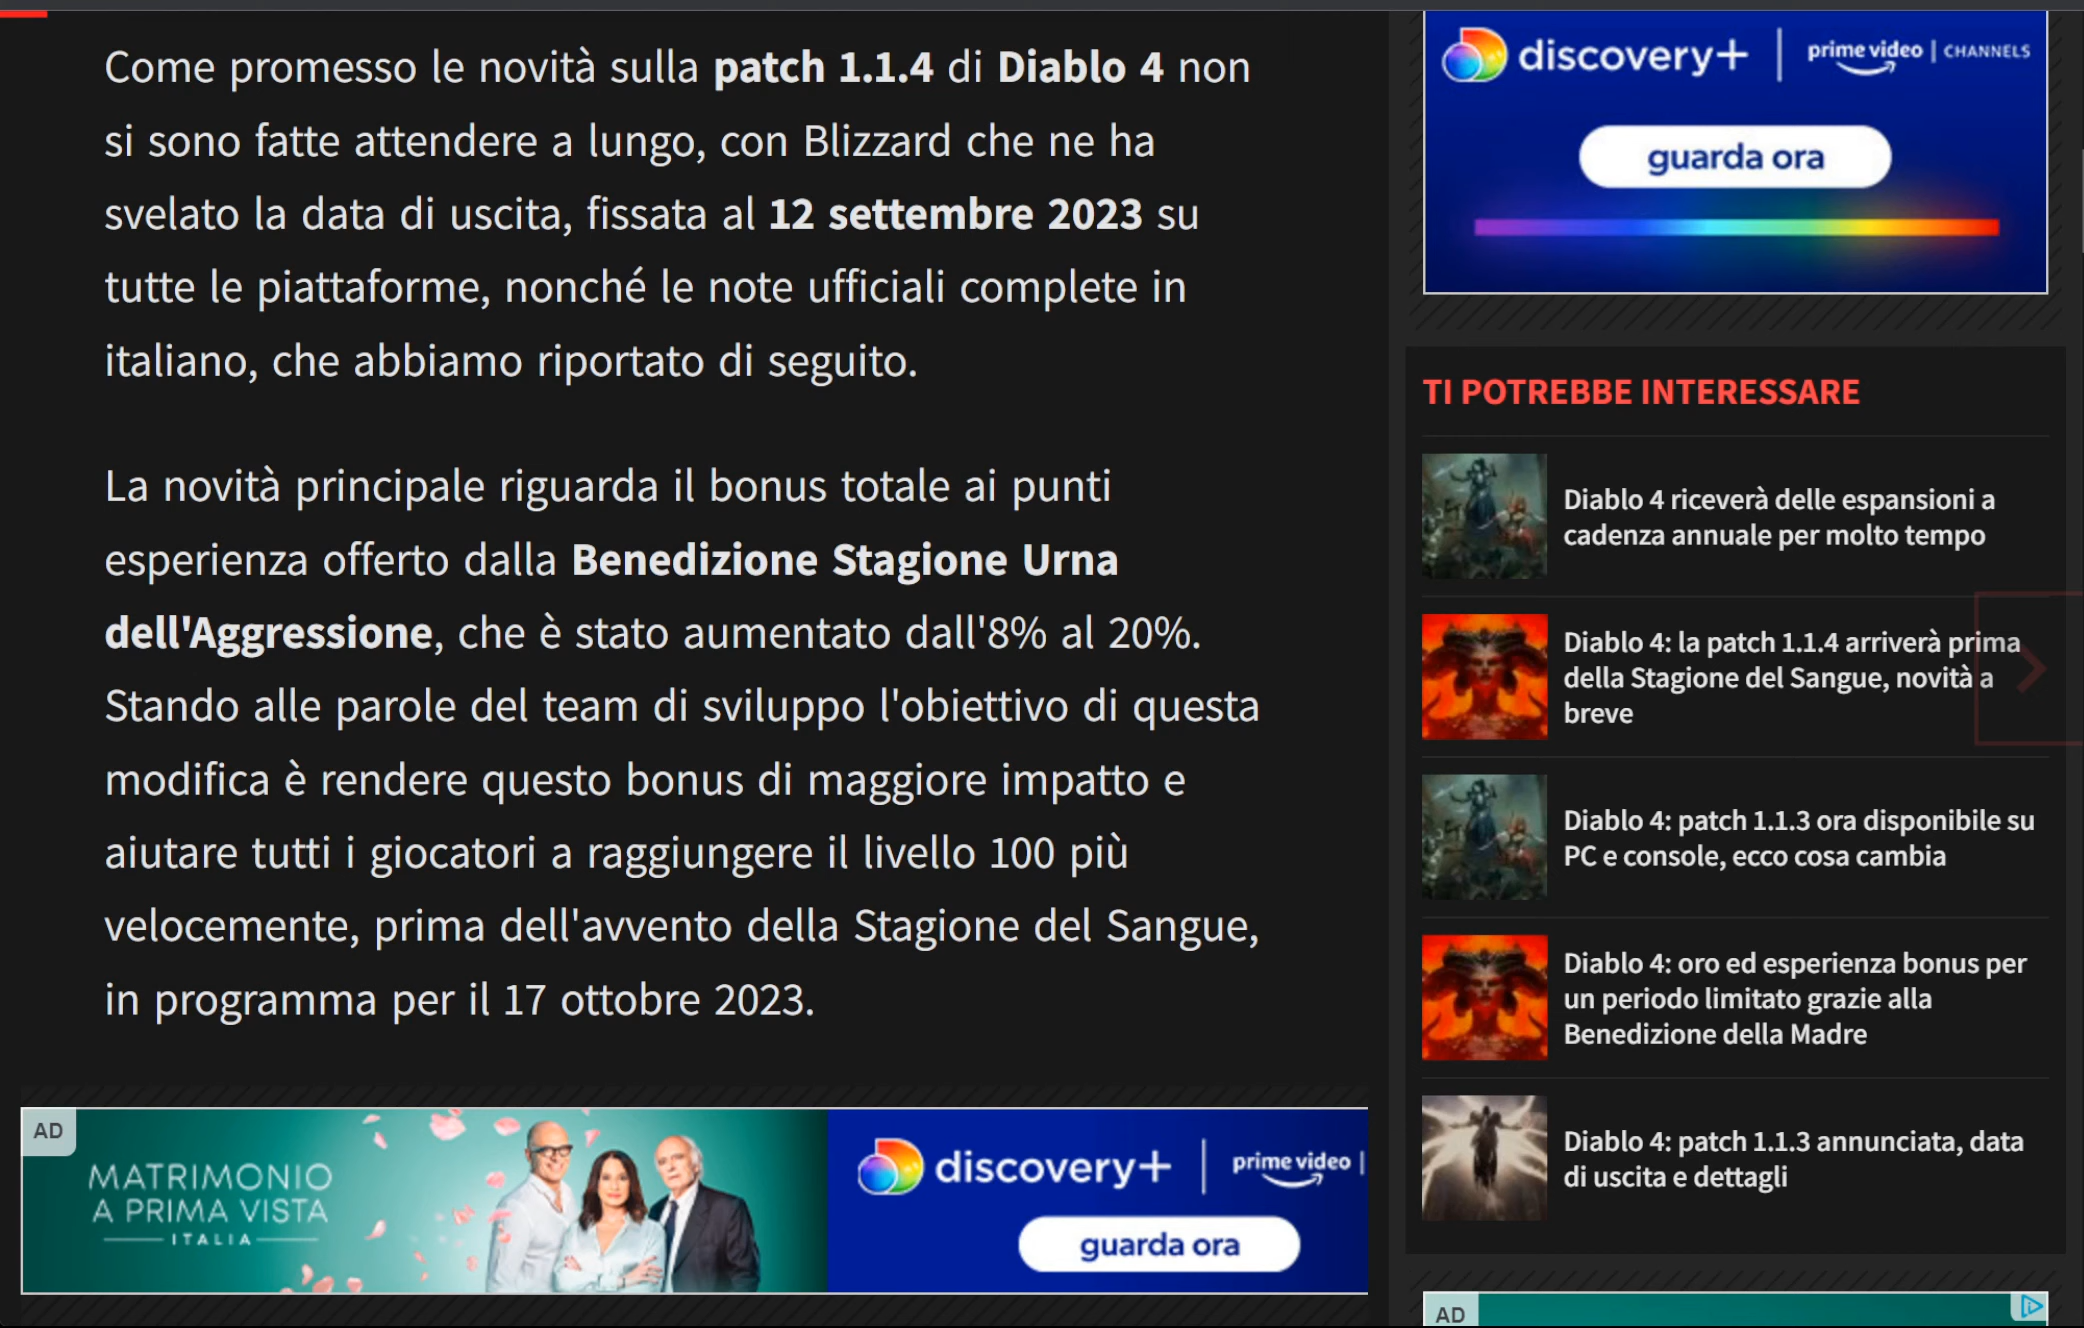 Come promesso le novità sulla patch 1.1.4 di Diablo 4 non
si sono fatte attendere a lungo, con Blizzard che ne ha
svelato la data di uscita, fissata al 12 settembre 2023 su
tutte le piattaforme, nonché le note ufficiali complete in
italiano, che abbiamo riportato di seguito.
La novità principale riguarda il bonus totale ai punti
esperienza offerto dalla Benedizione Stagione Urna
dell'Aggressione, che è stato aumentato dall'8% al 20%.
Stando alle parole del team di sviluppo l'obiettivo di questa
modifica è rendere questo bonus di maggiore impatto e
aiutare tutti i giocatori a raggiungere il livello 100 più
velocemente, prima dell'avvento della Stagione del Sangue,
in programma per il 17 ottobre 2023.
AD
MATRIMONIO
A PRIMA VISTA
ITALIA
discovery+ | prime video |
guarda ora
discovery+ | prime video | CHANNELS
guarda ora
TI POTREBBE INTERESSARE
Diablo 4 riceverà delle espansioni a
cadenza annuale per molto tempo
Diablo 4: la patch 1.1.4 arriverà prima
della Stagione del Sangue, novità a
breve
Diablo 4: patch 1.1.3 ora disponibile su
PC e console, ecco cosa cambia
Diablo 4: oro ed esperienza bonus per
un periodo limitato grazie alla
Benedizione della Madre
Diablo 4: patch 1.1.3 annunciata, data
di uscita e dettagli
AD